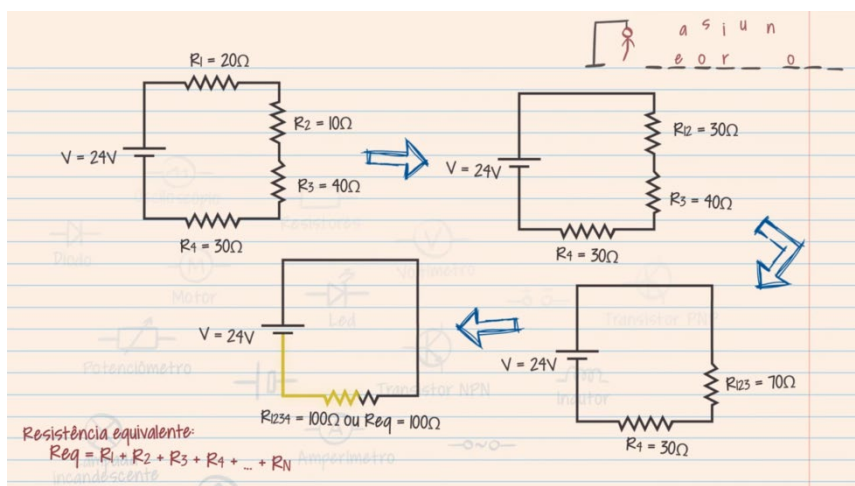 a s i u n
_ e o r _ _ o _ _
R1 = 20Ω
R2 = 10Ω
V = 24V
R3 = 40Ω
R4 = 30Ω
R12 = 30Ω
V = 24V
R3 = 40Ω
R4 = 30Ω
Osciloscópio
Resistores
Diodo
Voltímetro
Motor
Led
Transistor PNP
V = 24V
V = 24V
Potenciômetro
Transistor NPN
R123 = 70Ω
Indutor
R1234 = 100Ω ou Req = 100Ω
R4 = 30Ω
Resistência equivalente:
Req = R1 + R2 + R3 + R4 + ... + RN
Amperímetro
incandescente